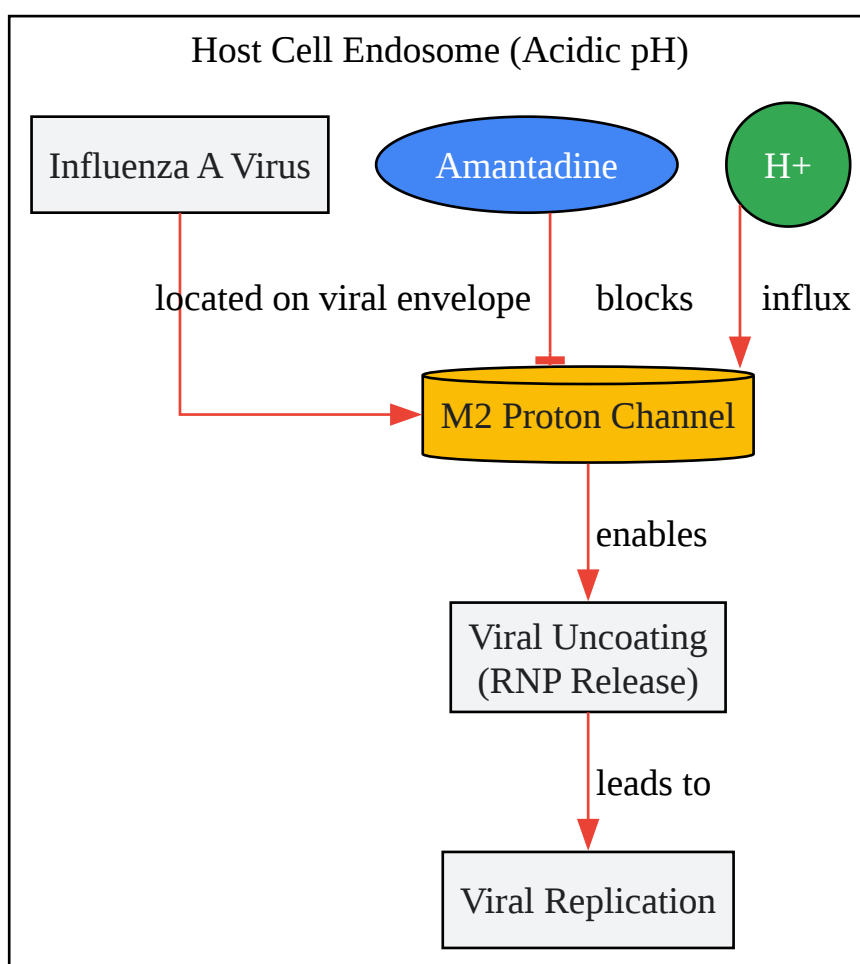 Host Cell Endosome (Acidic pH)
Influenza A Virus
Amantadine
H+
located on viral envelope
blocks
influx
M2 Proton Channel
enables
Viral Uncoating
(RNP Release)
leads to
Viral Replication